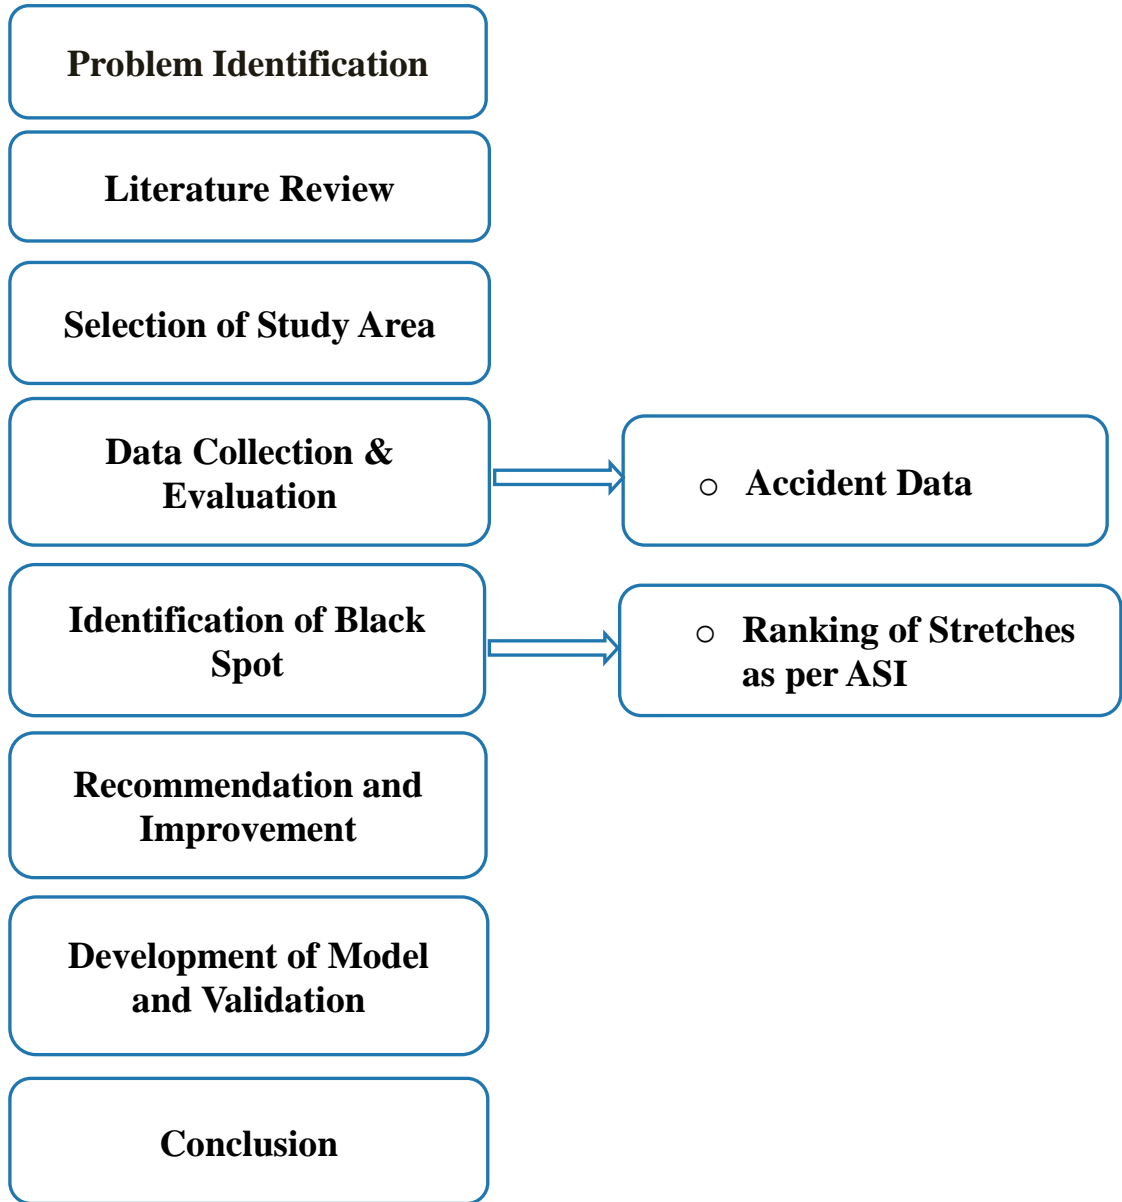 Problem Identification
Literature Review
Selection of Study Area
Data Collection &
Evaluation
○ Accident Data
Identification of Black
Spot
○ Ranking of Stretches
as per ASI
Recommendation and
Improvement
Development of Model
and Validation
Conclusion